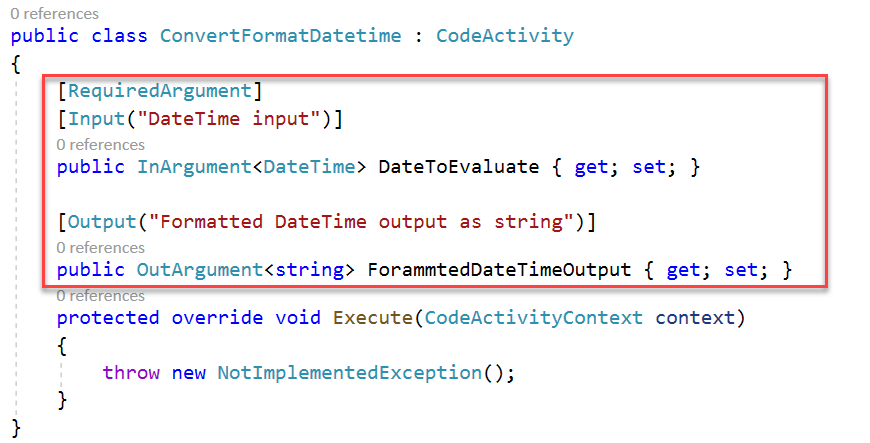 0 references
public class ConvertFormatDatetime : CodeActivity
{
[RequiredArgument]
[Input("DateTime input")]
0 references
public InArgument<DateTime> DateToEvaluate { get; set; }
[Output("Formatted DateTime output as string")]
0 references
public OutArgument<string> ForammtedDateTimeOutput { get; set; }
0 references
protected override void Execute(CodeActivityContext context)
{
throw new NotImplementedException();
}
}